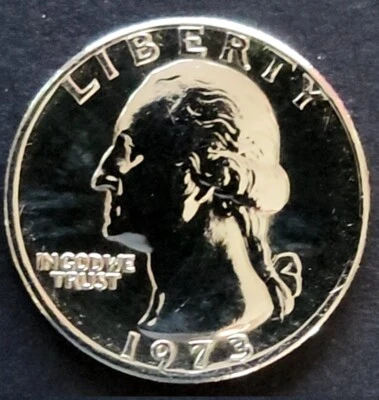 LIBERTY
IN GOD WE
TRUST
1973